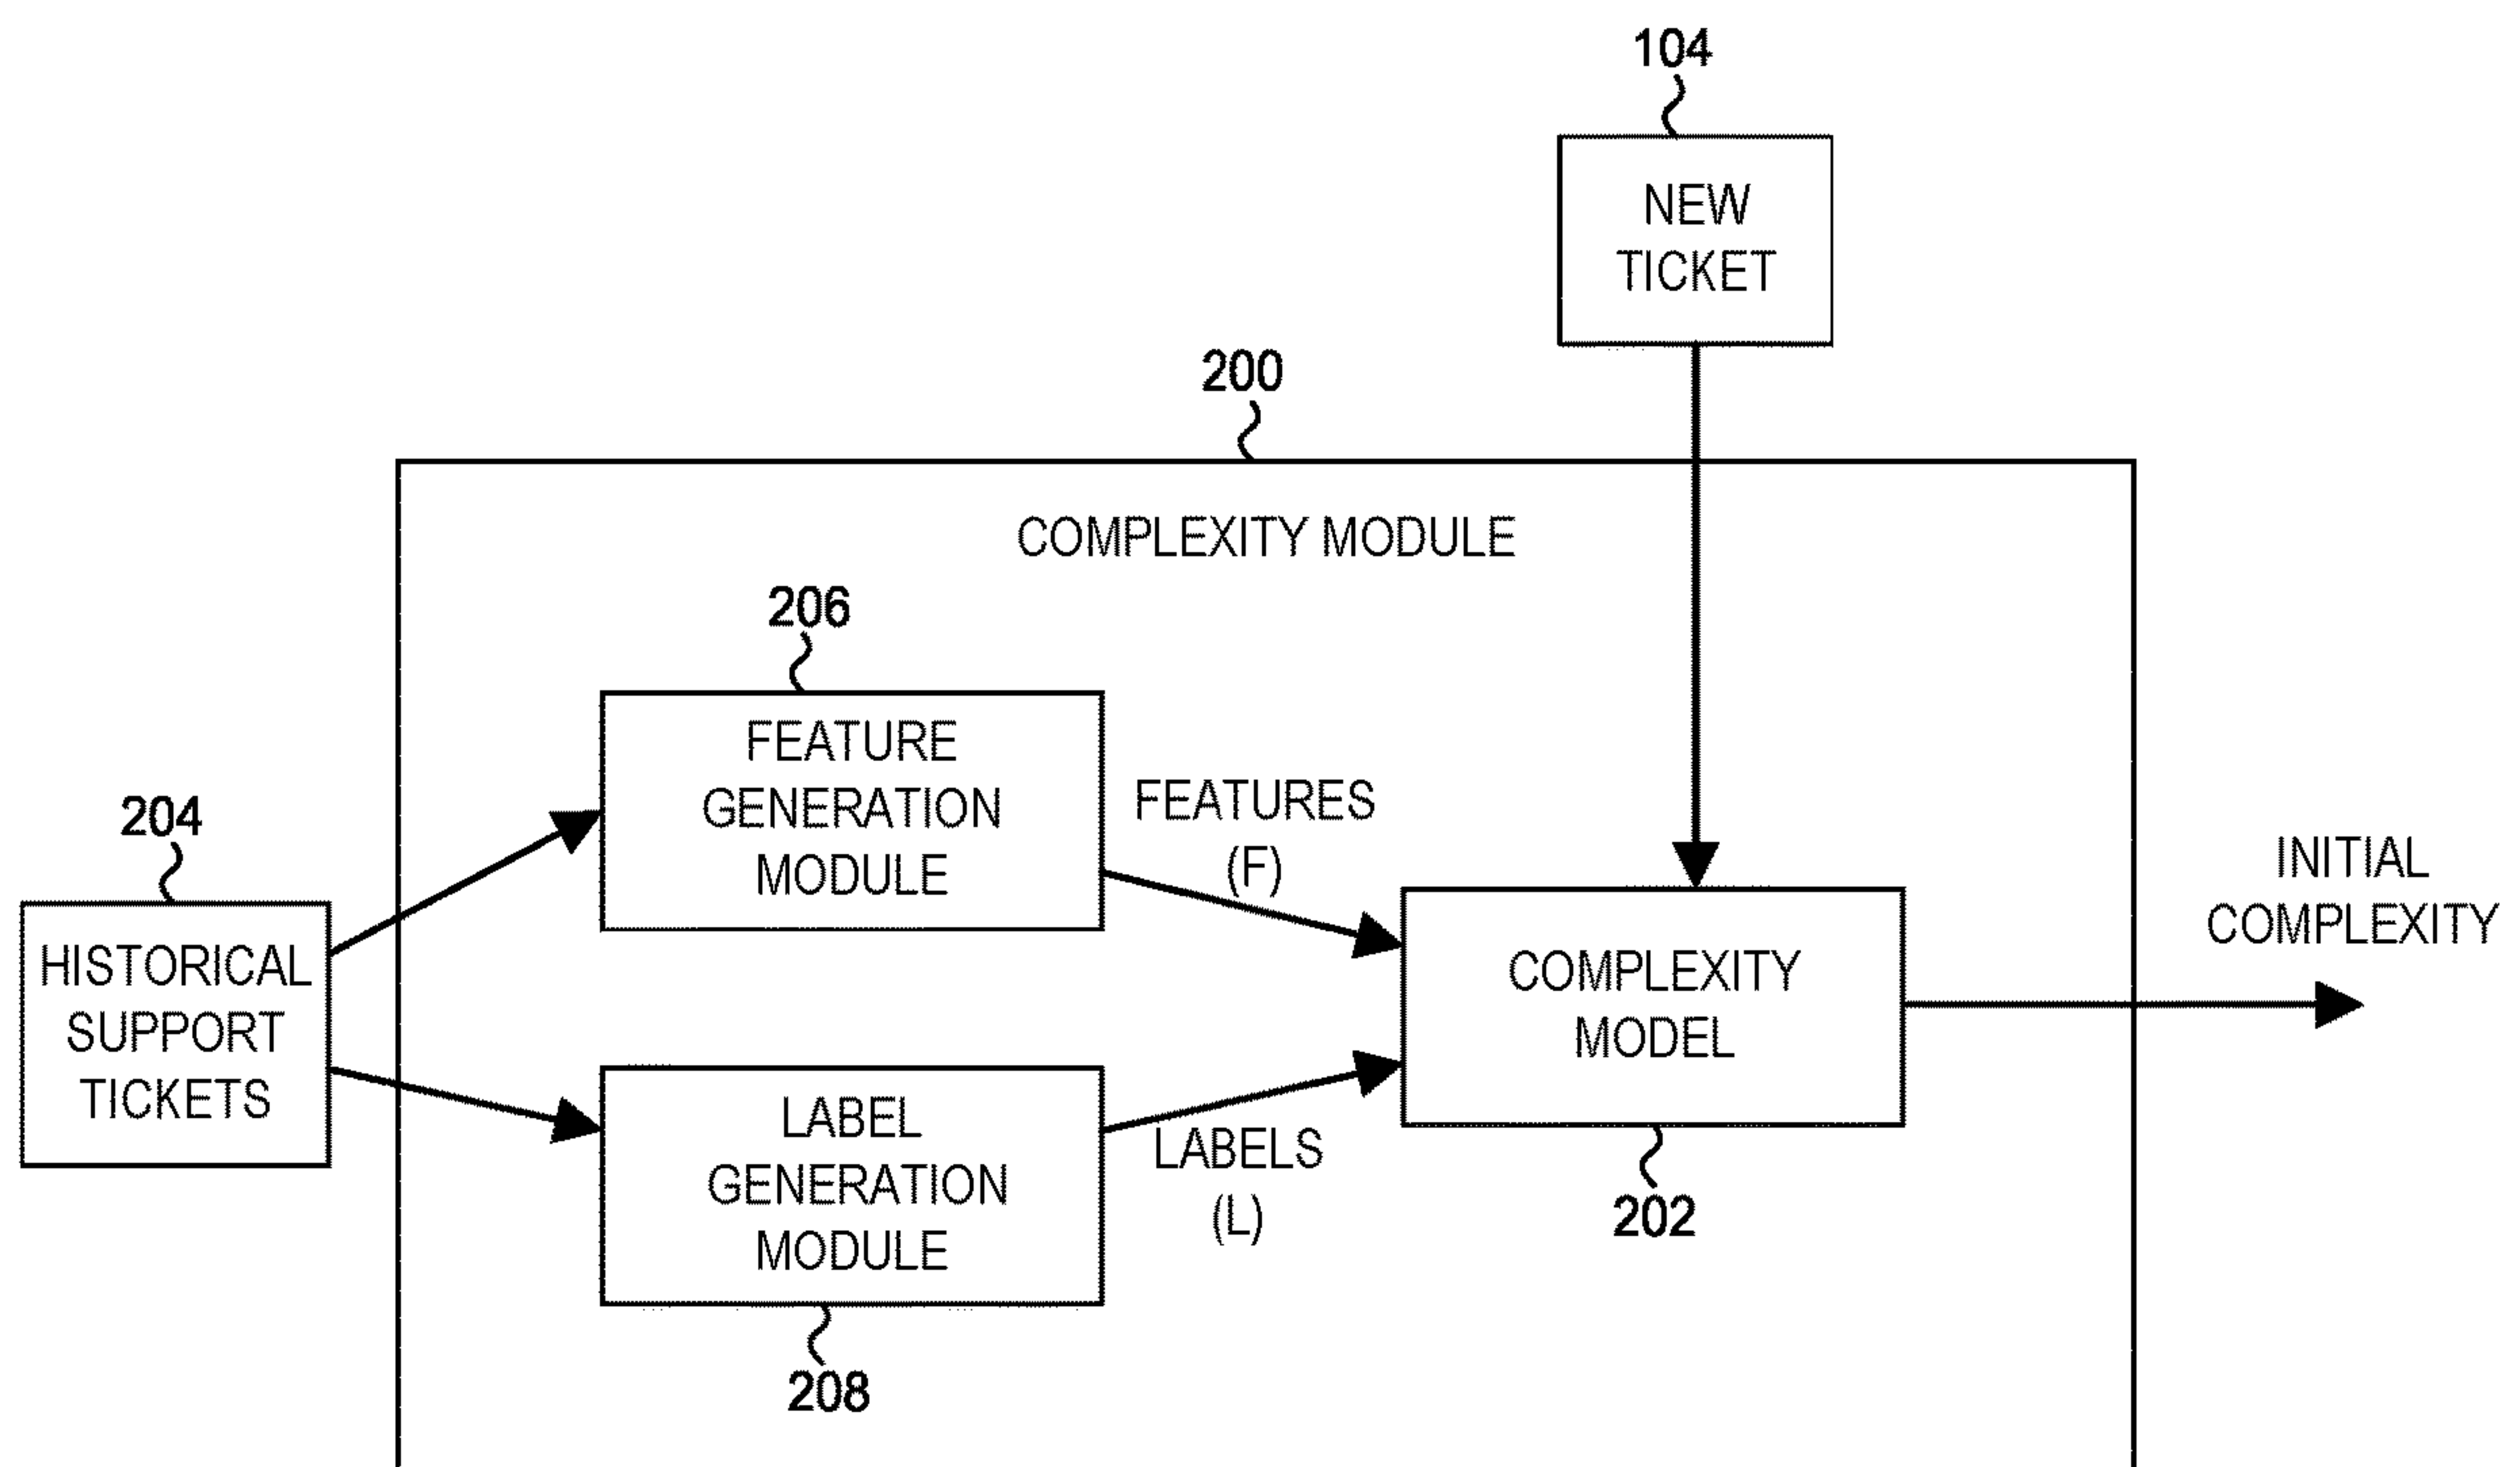 104
NEW
TICKET
200
COMPLEXITY MODULE
206
FEATURE
GENERATION
MODULE
FEATURES
(F)
204
HISTORICAL
SUPPORT
TICKETS
INITIAL
COMPLEXITY
COMPLEXITY
MODEL
202
LABEL
GENERATION
MODULE
LABELS
(L)
208